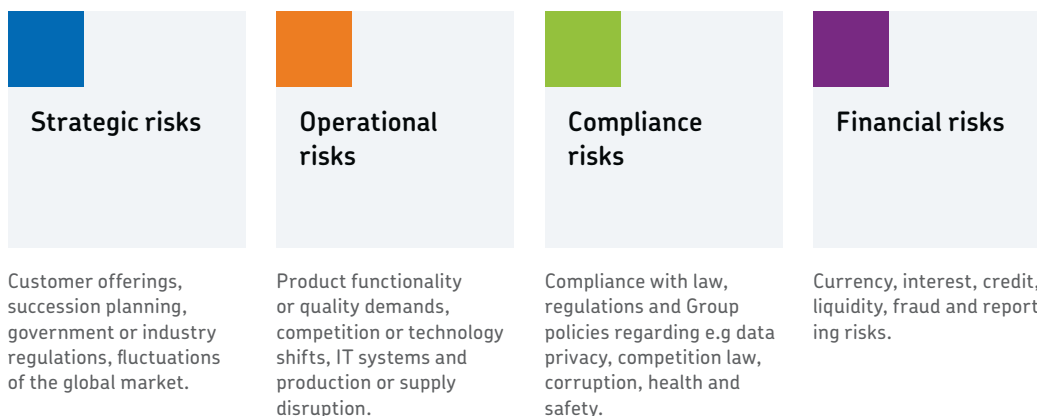 Strategic risks
Operational
risks
Compliance
risks
Financial risks
Customer offerings,
succession planning,
government or industry
regulations, fluctuations
of the global market.
Product functionality
or quality demands,
competition or technology
shifts, IT systems and
production or supply
disruption.
Compliance with law,
regulations and Group
policies regarding e.g data
privacy, competition law,
corruption, health and
safety.
Currency, interest, credit,
liquidity, fraud and report
ing risks.